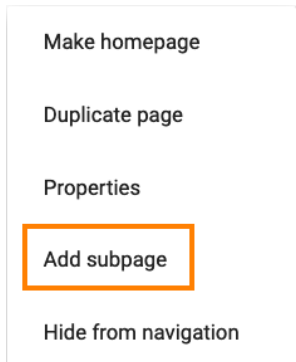 Make homepage
Duplicate page
Properties
Add subpage
Hide from navigation